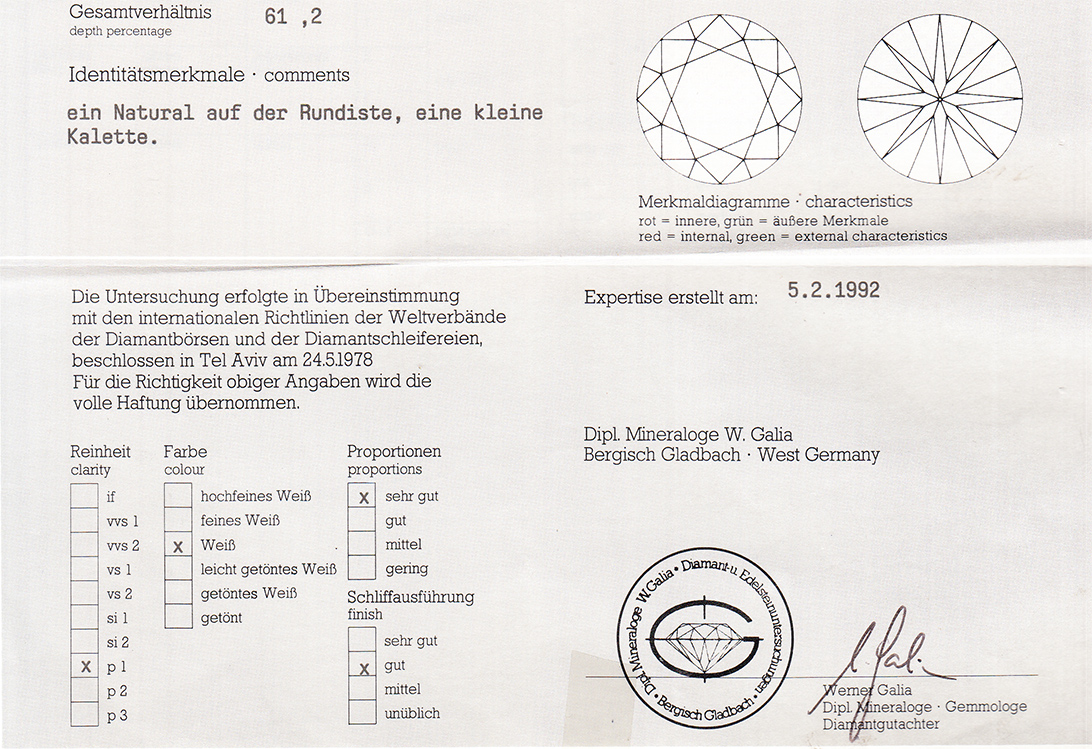 Gesamtverhältnis 61 ,2
depth percentage
Identitätsmerkmale · comments
ein Natural auf der Rundiste, eine kleine
Kalette.
Merkmaldiagramme · characteristics
rot = innere, grün = äußere Merkmale
red = internal, green = external characteristics
Die Untersuchung erfolgte in Übereinstimmung
mit den internationalen Richtlinien der Weltverbände
der Diamantbörsen und der Diamantschleifereien,
beschlossen in Tel Aviv am 24.5.1978
Für die Richtigkeit obiger Angaben wird die
volle Haftung übernommen.
Expertise erstellt am: 5.2.1992
Dipl. Mineraloge W. Galia
Bergisch Gladbach · West Germany
Reinheit
clarity
if
vvs 1
vvs 2
vs 1
vs 2
si 1
si 2
x p 1
p 2
p 3
Farbe
colour
hochfeines Weiß
feines Weiß
x Weiß
leicht getöntes Weiß
getöntes Weiß
getönt
Proportionen
proportions
x sehr gut
gut
mittel
gering
Schliffausführung
finish
sehr gut
x gut
mittel
unüblich
Dipl. Mineraloge W. Galia • Diamant- u. Edelsteinuntersuchungen • Bergisch Gladbach •
W. Galia
Werner Galia
Dipl. Mineraloge · Gemmologe
Diamantgutachter